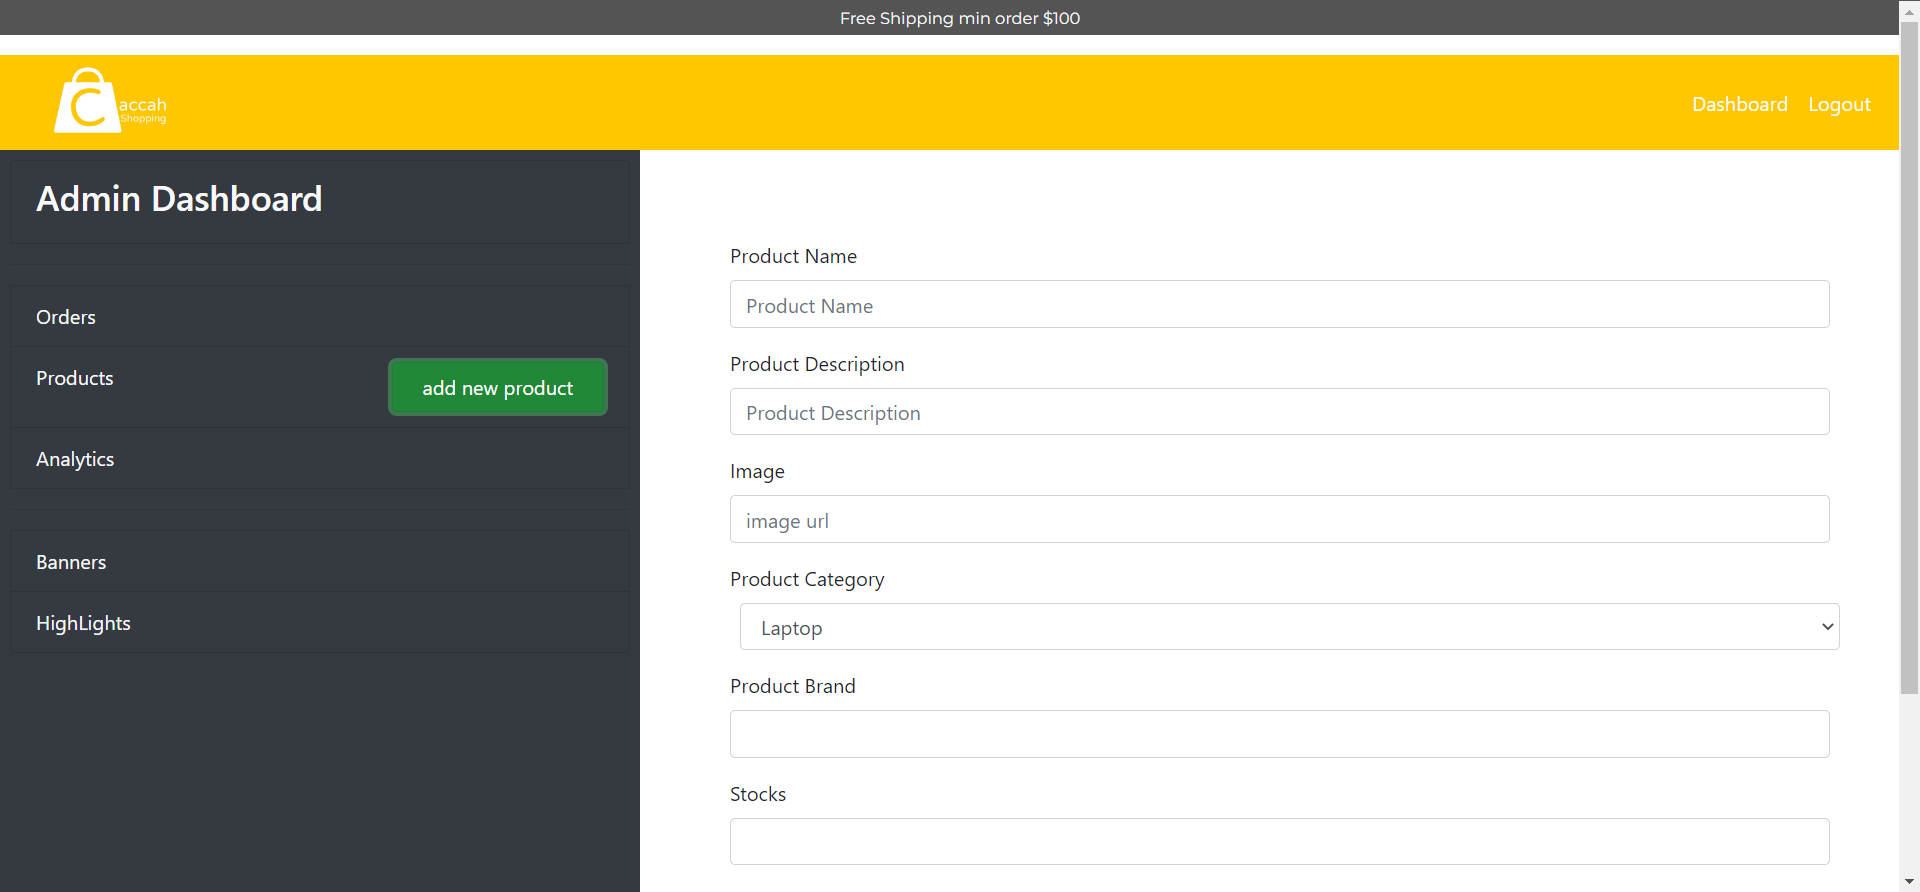 Free Shipping min order $100
Caccah
Shopping
Dashboard Logout
Admin Dashboard
Orders
Products
add new product
Analytics
Banners
HighLights
Product Name
Product Name
Product Description
Product Description
Image
image url
Product Category
Laptop
Product Brand
Stocks